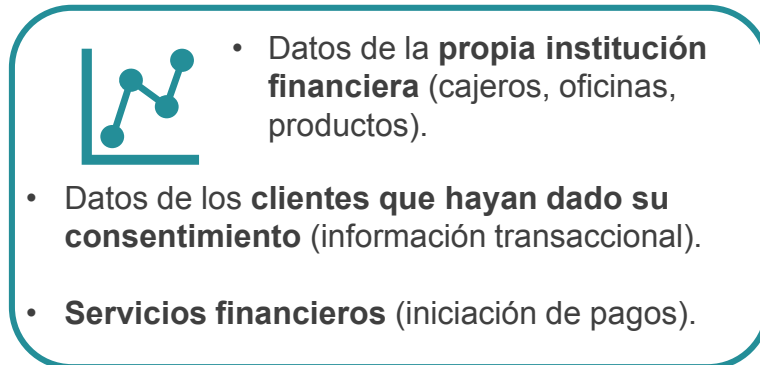 • Datos de la propia institución
financiera (cajeros, oficinas,
productos).
• Datos de los clientes que hayan dado su
consentimiento (información transaccional).
• Servicios financieros (iniciación de pagos).